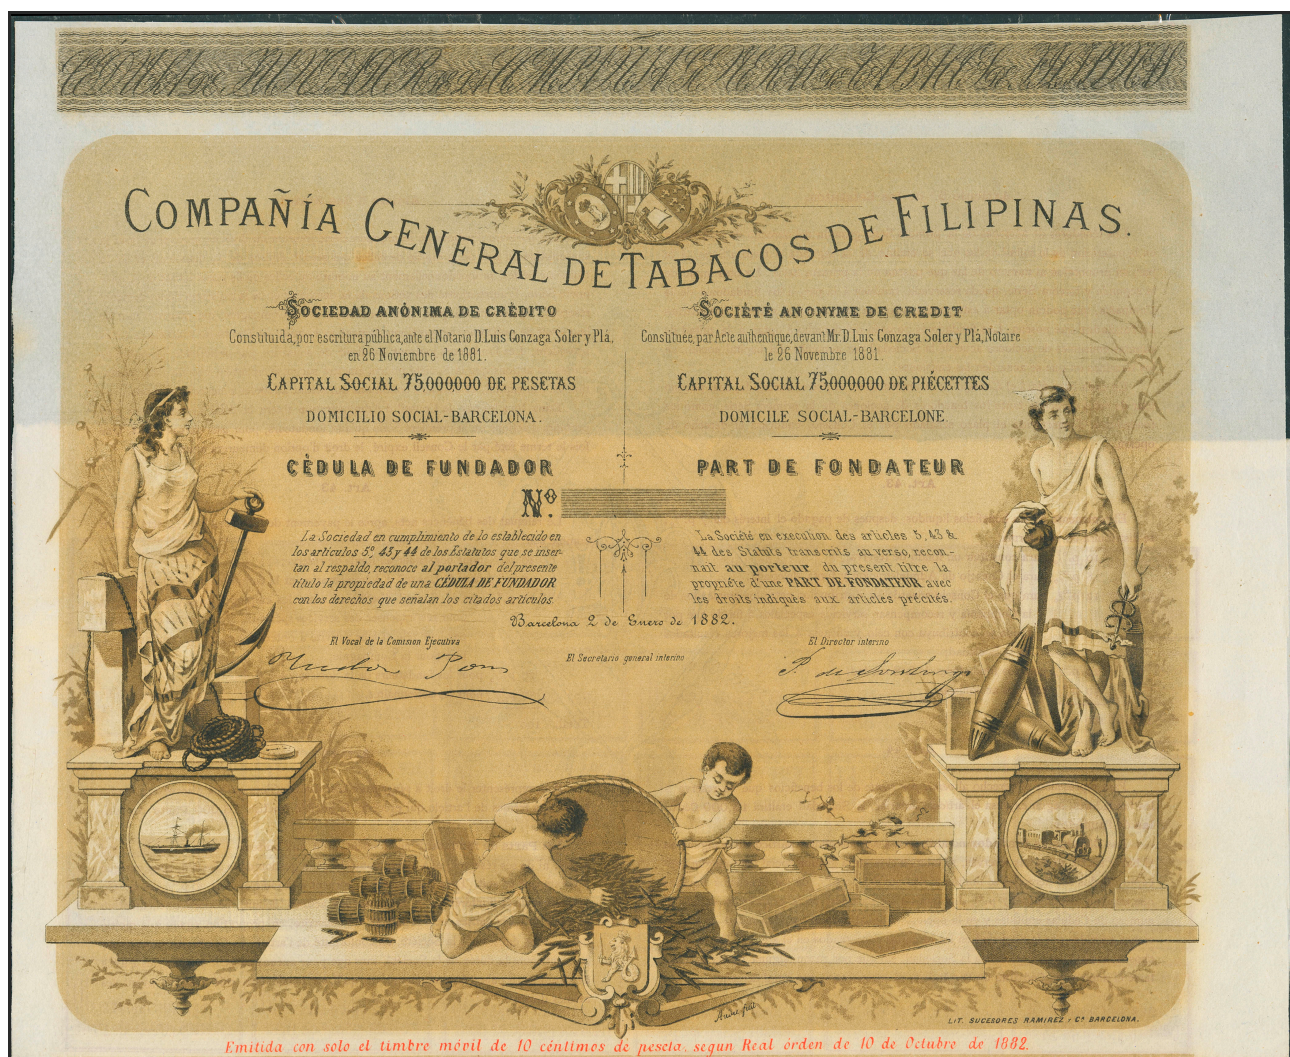 COMPAÑÍA GENERAL DE TABACOS DE FILIPINAS.
SOCIEDAD ANÓNIMA DE CRÈDITO
Constituida, por escritura pública, ante el Notario D. Luis Gonzaga Soler y Plá,
en 26 Noviembre de 1881.
CAPITAL SOCIAL 75000000 DE PESETAS
DOMICILIO SOCIAL-BARCELONA.
CÈDULA DE FUNDADOR
SOCIÉTÉ ANONYME DE CREDIT
Constituée, par Acte authentique, devant Mr. D. Luis Gonzaga Soler y Plá, Notaire
le 26 Novembre 1881.
CAPITAL SOCIAL 75000000 DE PIÉCETTES
DOMICILE SOCIAL-BARCELONE
PART DE FONDATEUR
Nº
La Sociedad en cumplimiento de lo establecido en
los artículos 5º, 43 y 44 de los Estatutos que se inser-
tan al respaldo, reconoce al portador del presente
título la propiedad de una CÉDULA DE FUNDADOR
con los derechos que señalan los citados artículos
La Société en execution des articles 5, 43 &
44 des Statuts transcrits au verso, recon-
nait au porteur du present titre la
propriéte d'une PART DE FONDATEUR avec
les droits indiqués aux articles précités.
Barcelona 2 de Enero de 1882.
El Vocal de la Comision Ejecutiva
El Secretario general interino
El Director interino
LIT. SUCESORES RAMIREZ Y Cª BARCELONA.
Emitida con solo el timbre móvil de 10 céntimos de peseta, segun Real órden de 10 de Octubre de 1882.